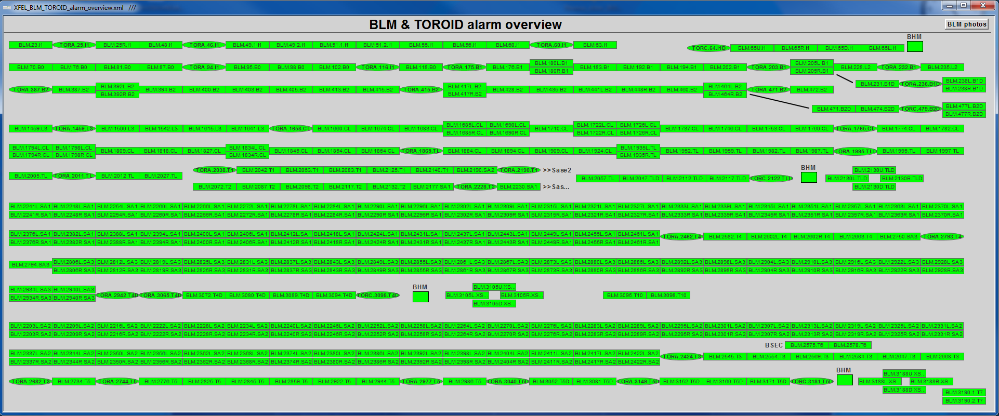 XFEL_BLM_TOROID_alarm_overview.xml ///
BLM & TOROID alarm overview
BLM photos
BHM
BLM.23.I1 TORA.25.I1 BLM.25R.I1 BLM.48.I1 TORA.46.I1 BLM.49.1.I1 BLM.49.2.I1 BLM.51.1.I1 BLM.51.2.I1 BLM.55.I1 BLM.56.I1 BLM.60.I1 TORA.60.I1 BLM.63.I1
TORC.64.I1D BLM.65U.I1 BLM.65R.I1 BLM.65D.I1 BLM.65L.I1
BLM.180L.B1 BLM.205L.B1
BLM.70.B0 BLM.76.B0 BLM.81.B0 BLM.87.B0 TORA.94.I1 BLM.95.B0 BLM.98.B0 BLM.102.B0 TORA.116.I1 BLM.118.B0 TORA.175.B1 BLM.176.B1 BLM.183.B1 BLM.192.B1 BLM.194.B1 BLM.202.B1 TORA.203.B1 BLM.228.L2 TORA.232.B1 BLM.235.L2
BLM.180R.B1 BLM.205R.B1
BLM.238L.B1D
BLM.231.B1D TORA.236.B1D
BLM.238R.B1D
BLM.392L.B2 BLM.417L.B2 BLM.464L.B2
TORA.387.B2 BLM.387.B2 BLM.394.B2 BLM.400.B2 BLM.403.B2 BLM.405.B2 BLM.413.B2 BLM.415.B2 TORA.415.B2 BLM.428.B2 BLM.435.B2 BLM.441L.B2 BLM.448R.B2 BLM.460.B2 TORA.471.B2 BLM.472.B2
BLM.392R.B2 BLM.417R.B2 BLM.464R.B2
BLM.477L.B2D
BLM.471.B2D BLM.474.B2D TORC.479.B2D
BLM.477R.B2D
BLM.1685L.CL BLM.1690L.CL BLM.1722L.CL BLM.1726L.CL
BLM.1459.L3 TORA.1459.L3 BLM.1500.L3 BLM.1542.L3 BLM.1615.L3 BLM.1641.L3 TORA.1658.CL BLM.1660.CL BLM.1674.CL BLM.1683.CL BLM.1710.CL BLM.1737.CL BLM.1746.CL BLM.1753.CL BLM.1760.CL TORA.1765.CL BLM.1774.CL BLM.1782.CL
BLM.1685R.CL BLM.1690R.CL BLM.1722R.CL BLM.1726R.CL
BLM.1794L.CL BLM.1798L.CL BLM.1834L.CL BLM.1935L.TL
BLM.1809.CL BLM.1818.CL BLM.1827.CL BLM.1845.CL BLM.1854.CL BLM.1864.CL TORA.1865.TL BLM.1884.CL BLM.1894.CL BLM.1909.CL BLM.1924.CL BLM.1952.TL BLM.1959.TL BLM.1982.TL BLM.1987.TL TORA.1995.TLD BLM.1995.TL BLM.1997.TL
BLM.1794R.CL BLM.1798R.CL BLM.1834R.CL BLM.1935R.TL
TORA.2038.T1 BLM.2042.T1 BLM.2063.T1 BLM.2083.T1 BLM.2125.T1 BLM.2140.T1 BLM.2190.SA2 TORA.2190.T1 >>Sase2
BHM
BLM.2130U.TLD
BLM.2005.TL TORA.2011.TL BLM.2012.TL BLM.2027.TL
BLM.2057.TL BLM.2047.TLD BLM.2112.TLD BLM.2117.TLD TORC.2122.TLD BLM.2130L.TLD BLM.2130R.TLD
BLM.2072.T2 BLM.2087.T2 BLM.2098.T2 BLM.2117.T2 BLM.2132.T2 BLM.2177.SA1 TORA.2228.T2 BLM.2230.SA1 >>Sas...
BLM.2130D.TLD
BLM.2241L.SA1 BLM.2248L.SA1 BLM.2254L.SA1 BLM.2260L.SA1 BLM.2266L.SA1 BLM.2272L.SA1 BLM.2278L.SA1 BLM.2284L.SA1 BLM.2290L.SA1 BLM.2296L.SA1 BLM.2302L.SA1 BLM.2309L.SA1 BLM.2315L.SA1 BLM.2321L.SA1 BLM.2327L.SA1 BLM.2333L.SA1 BLM.2339L.SA1 BLM.2345L.SA1 BLM.2351L.SA1 BLM.2357L.SA1 BLM.2363L.SA1 BLM.2370L.SA1
BLM.2241R.SA1 BLM.2248R.SA1 BLM.2254R.SA1 BLM.2260R.SA1 BLM.2266R.SA1 BLM.2272R.SA1 BLM.2278R.SA1 BLM.2284R.SA1 BLM.2290R.SA1 BLM.2296R.SA1 BLM.2302R.SA1 BLM.2309R.SA1 BLM.2315R.SA1 BLM.2321R.SA1 BLM.2327R.SA1 BLM.2333R.SA1 BLM.2339R.SA1 BLM.2345R.SA1 BLM.2351R.SA1 BLM.2357R.SA1 BLM.2363R.SA1 BLM.2370R.SA1
BLM.2376L.SA1 BLM.2382L.SA1 BLM.2388L.SA1 BLM.2394L.SA1 BLM.2400L.SA1 BLM.2406L.SA1 BLM.2412L.SA1 BLM.2418L.SA1 BLM.2424L.SA1 BLM.2431L.SA1 BLM.2437L.SA1 BLM.2443L.SA1 BLM.2449L.SA1 BLM.2455L.SA1 BLM.2461L.SA1
TORA.2462.T4 BLM.2582.T4 BLM.2602L.T4 BLM.2602R.T4 BLM.2663.T4 BLM.2750.SA3 TORA.2793.T4
BLM.2376R.SA1 BLM.2382R.SA1 BLM.2388R.SA1 BLM.2394R.SA1 BLM.2400R.SA1 BLM.2406R.SA1 BLM.2412R.SA1 BLM.2418R.SA1 BLM.2424R.SA1 BLM.2431R.SA1 BLM.2437R.SA1 BLM.2443R.SA1 BLM.2449R.SA1 BLM.2455R.SA1 BLM.2461R.SA1
BLM.2806L.SA3 BLM.2812L.SA3 BLM.2819L.SA3 BLM.2825L.SA3 BLM.2831L.SA3 BLM.2837L.SA3 BLM.2843L.SA3 BLM.2849L.SA3 BLM.2855L.SA3 BLM.2861L.SA3 BLM.2867L.SA3 BLM.2873L.SA3 BLM.2880L.SA3 BLM.2886L.SA3 BLM.2892L.SA3 BLM.2898L.SA3 BLM.2904L.SA3 BLM.2910L.SA3 BLM.2916L.SA3 BLM.2922L.SA3 BLM.2928L.SA3
BLM.2794.SA3
BLM.2806R.SA3 BLM.2812R.SA3 BLM.2819R.SA3 BLM.2825R.SA3 BLM.2831R.SA3 BLM.2837R.SA3 BLM.2843R.SA3 BLM.2849R.SA3 BLM.2855R.SA3 BLM.2861R.SA3 BLM.2867R.SA3 BLM.2873R.SA3 BLM.2880R.SA3 BLM.2886R.SA3 BLM.2892R.SA3 BLM.2898R.SA3 BLM.2904R.SA3 BLM.2910R.SA3 BLM.2916R.SA3 BLM.2922R.SA3 BLM.2928R.SA3
BHM
BLM.3105U.XS...
BLM.2934L.SA3 BLM.2940L.SA3
TORA.2942.T4D TORA.3065.T4D BLM.3072.T4D BLM.3080.T4D BLM.3089.T4D BLM.3094.T4D TORC.3098.T4D BLM.3105L.XS... BLM.3105R.XS... BLM.3095.T10 BLM.3098.T10
BLM.2934R.SA3 BLM.2940R.SA3
BLM.3105D.XS...
BLM.2203L.SA2 BLM.2209L.SA2 BLM.2216L.SA2 BLM.2222L.SA2 BLM.2228L.SA2 BLM.2234L.SA2 BLM.2240L.SA2 BLM.2246L.SA2 BLM.2252L.SA2 BLM.2258L.SA2 BLM.2264L.SA2 BLM.2270L.SA2 BLM.2276L.SA2 BLM.2283L.SA2 BLM.2289L.SA2 BLM.2295L.SA2 BLM.2301L.SA2 BLM.2307L.SA2 BLM.2313L.SA2 BLM.2319L.SA2 BLM.2325L.SA2 BLM.2331L.SA2
BLM.2203R.SA2 BLM.2209R.SA2 BLM.2216R.SA2 BLM.2222R.SA2 BLM.2228R.SA2 BLM.2234R.SA2 BLM.2240R.SA2 BLM.2246R.SA2 BLM.2252R.SA2 BLM.2258R.SA2 BLM.2264R.SA2 BLM.2270R.SA2 BLM.2276R.SA2 BLM.2283R.SA2 BLM.2289R.SA2 BLM.2295R.SA2 BLM.2301R.SA2 BLM.2307R.SA2 BLM.2313R.SA2 BLM.2319R.SA2 BLM.2325R.SA2 BLM.2331R.SA2
BSEC BLM.2575.T6 BLM.2578.T6
BLM.2337L.SA2 BLM.2344L.SA2 BLM.2350L.SA2 BLM.2356L.SA2 BLM.2362L.SA2 BLM.2368L.SA2 BLM.2374L.SA2 BLM.2380L.SA2 BLM.2386L.SA2 BLM.2392L.SA2 BLM.2398L.SA2 BLM.2404L.SA2 BLM.2411L.SA2 BLM.2417L.SA2 BLM.2422L.SA2
TORA.2424.T3 BLM.2545.T3 BLM.2554.T3 BLM.2569.T3 BLM.2584.T3 BLM.2647.T3 BLM.2668.T3
BLM.2337R.SA2 BLM.2344R.SA2 BLM.2350R.SA2 BLM.2356R.SA2 BLM.2362R.SA2 BLM.2368R.SA2 BLM.2374R.SA2 BLM.2380R.SA2 BLM.2386R.SA2 BLM.2392R.SA2 BLM.2398R.SA2 BLM.2404R.SA2 BLM.2411R.SA2 BLM.2417R.SA2 BLM.2422R.SA2
BHM
BLM.3188U.XS...
TORA.2682.T3 BLM.2734.T5 TORA.2744.T5 BLM.2776.T5 BLM.2825.T5 BLM.2845.T5 BLM.2859.T5 BLM.2922.T5 BLM.2944.T5 TORA.2977.T5 BLM.2986.T5 TORA.3040.T5D BLM.3052.T5D BLM.3081.T5D TORA.3149.T5D BLM.3152.T5D BLM.3160.T5D BLM.3171.T5D TORC.3181.T5D BLM.3188L.XS... BLM.3188R.XS...
BLM.3188D.XS...
BLM.3190.1.T7
BLM.3190.2.T7